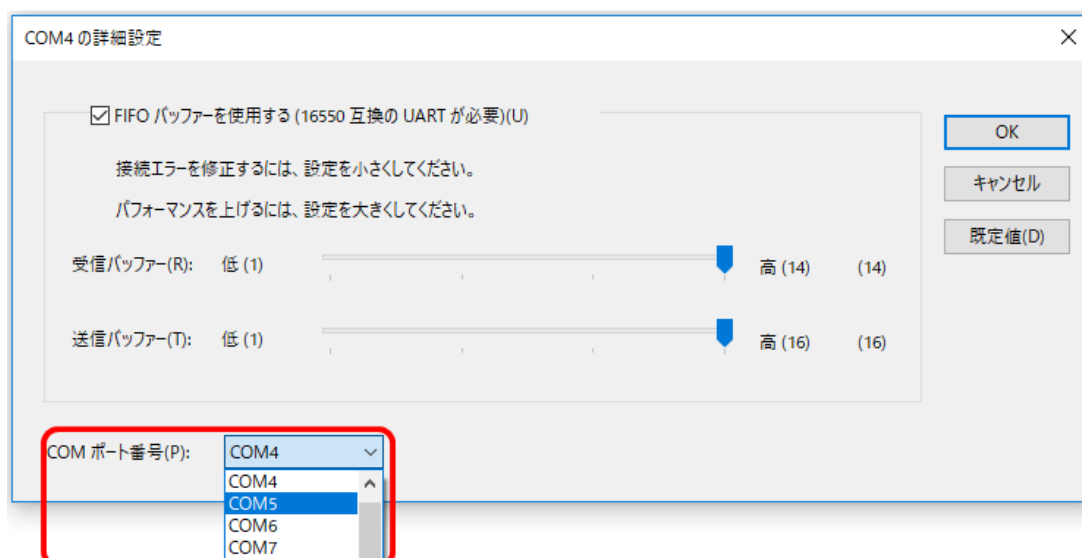 COM4 の詳細設定
FIFO バッファーを使用する (16550 互換の UART が必要)(U)
接続エラーを修正するには、設定を小さくしてください。
パフォーマンスを上げるには、設定を大きくしてください。
受信バッファー(R): 低 (1) 高 (14) (14)
送信バッファー(T): 低 (1) 高 (16) (16)
OK
キャンセル
既定値(D)
COM ポート番号(P): COM4
COM4
COM5
COM6
COM7